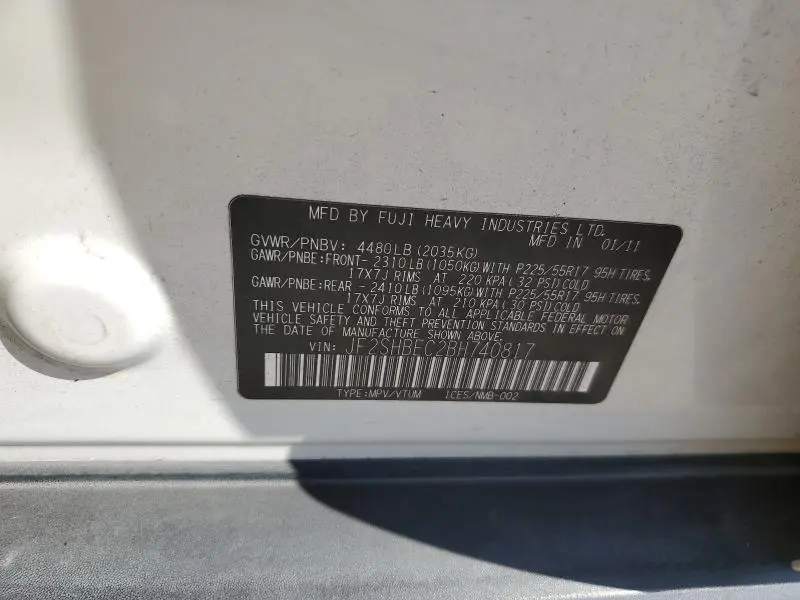 MFD BY FUJI HEAVY INDUSTRIES LTD.
MFD IN 01/11
GVWR/PNBV: 4480LB(2035KG)
GAWR/PNBE:FRONT- 2310LB(1050KG)WITH P225/55R17 95H TIRES,
17X7J RIMS AT 220 KPA(32 PSI)COLD
GAWR/PNBE:REAR - 2410LB(1095KG)WITH P225/55R17 95H TIRES,
17X7J RIMS AT 210 KPA(30 PSI)COLD
THIS VEHICLE CONFORMS TO ALL APPLICABLE FEDERAL MOTOR
VEHICLE SAFETY AND THEFT PREVENTION STANDARDS IN EFFECT ON
THE DATE OF MANUFACTURE SHOWN ABOVE.
VIN: JF2SHBEC2BH740817
TYPE:MPV/VTUM ICES/NMB-002